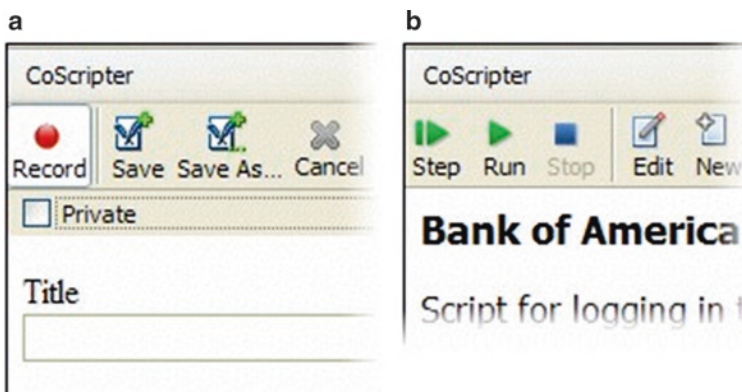 a
CoScripter
Record Save Save As... Cancel
Private
Title
b
CoScripter
Step Run Stop Edit New
Bank of America
Script for logging in